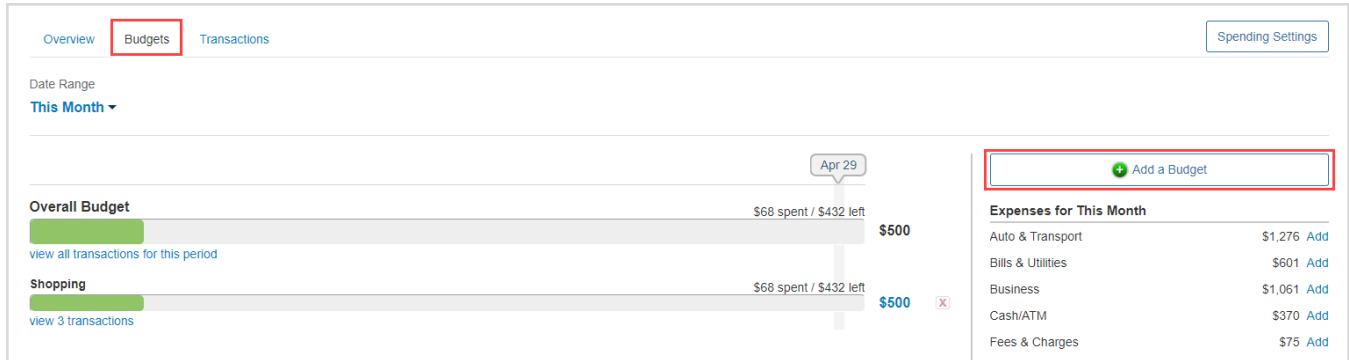 Overview Budgets Transactions Spending Settings
Date Range
This Month
Apr 29
Add a Budget
Overall Budget
$68 spent / $432 left
$500
view all transactions for this period
Shopping
$68 spent / $432 left
$500 X
view 3 transactions
Expenses for This Month
Auto & Transport $1,276 Add
Bills & Utilities $601 Add
Business $1,061 Add
Cash/ATM $370 Add
Fees & Charges $75 Add